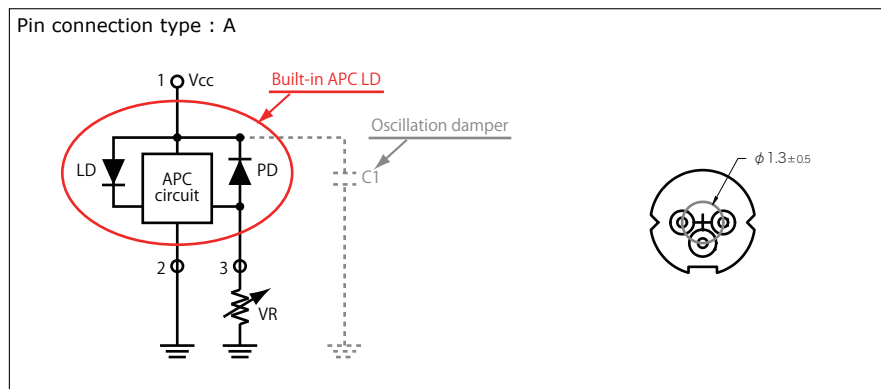 Pin connection type : A
1 Vcc
Built-in APC LD
Oscillation damper
LD
APC
circuit
PD
C1
φ1.3±0.5
2
3
VR